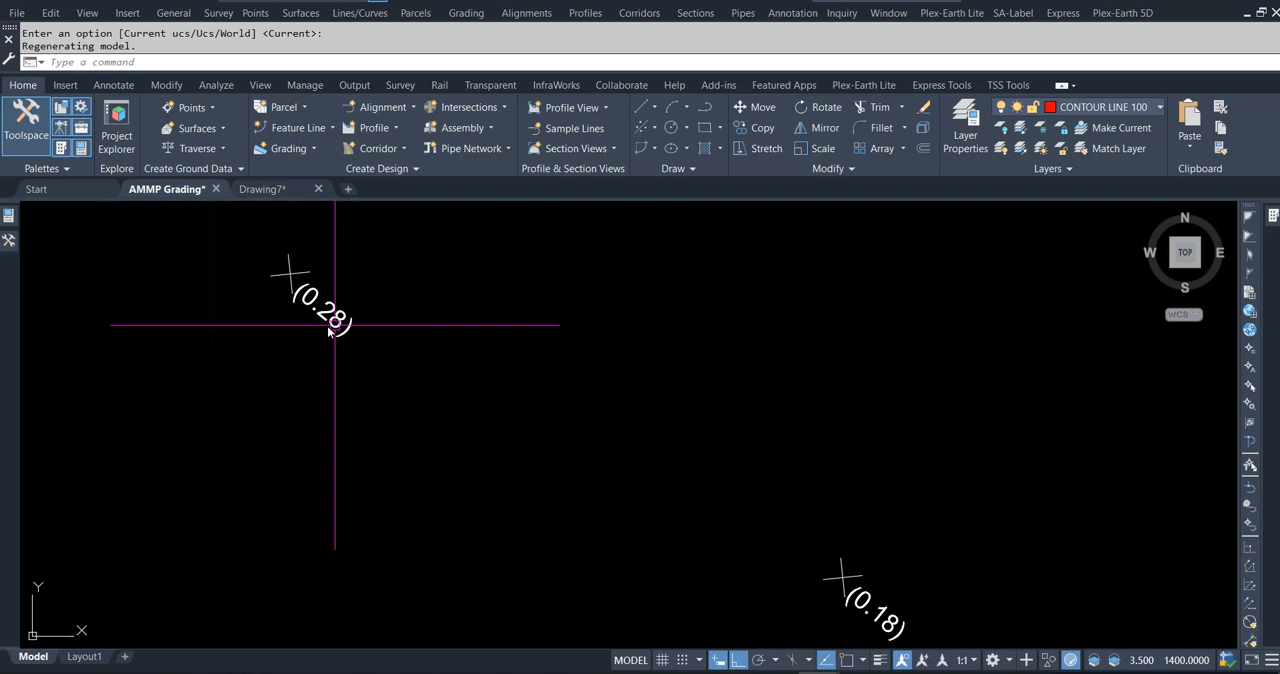 File Edit View Insert General Survey Points Surfaces Lines/Curves Parcels Grading Alignments Profiles Corridors Sections Pipes Annotation Inquiry Window Plex-Earth Lite SA-Label Express Plex-Earth 5D
Enter an option [Current ucs/Ucs/World] <Current>:
Regenerating model.
Type a command
Home Insert Annotate Modify Analyze View Manage Output Survey Rail Transparent InfraWorks Collaborate Help Add-ins Featured Apps Plex-Earth Lite Express Tools TSS Tools
Points Parcel Alignment Intersections Profile View Move Rotate Trim CONTOUR LINE 100
Toolspace Project Explorer Surfaces Feature Line Profile Assembly Sample Lines Copy Mirror Fillet Layer Properties Make Current Paste
Traverse Grading Corridor Pipe Network Section Views Stretch Scale Array Match Layer
Palettes Explore Create Ground Data Create Design Profile & Section Views Draw Modify Layers Clipboard
Start AMMP Grading* Drawing7*
N
W TOP E
S
WCS
(0.28)
(0.18)
Y
X
Model Layout1 MODEL 1:1 3.500 1400.0000